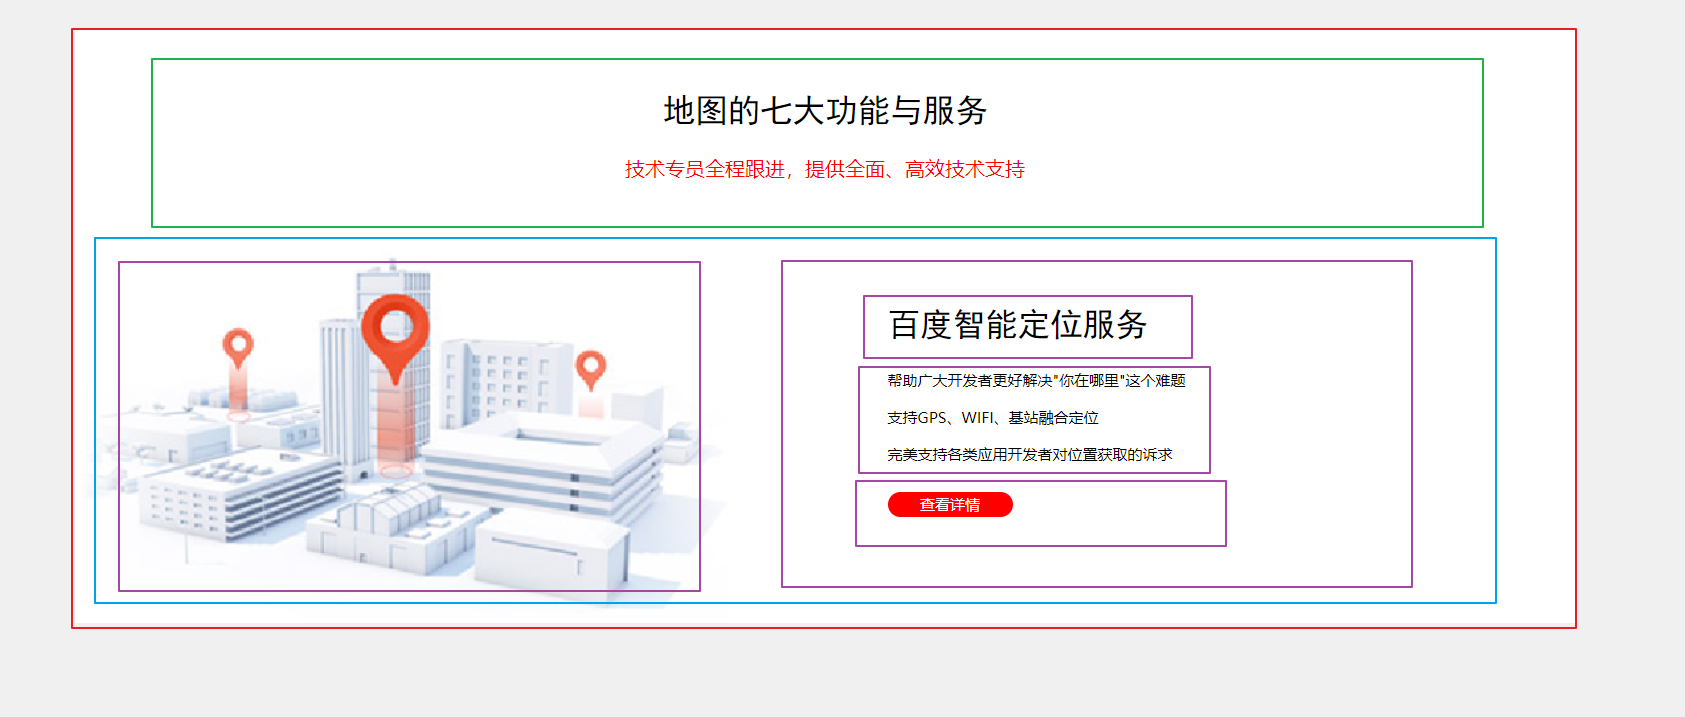 地图的七大功能与服务
技术专员全程跟进，提供全面、高效技术支持
百度智能定位服务
帮助广大开发者更好解决"你在哪里"这个难题
支持GPS、WIFI、基站融合定位
完美支持各类应用开发者对位置获取的诉求
查看详情